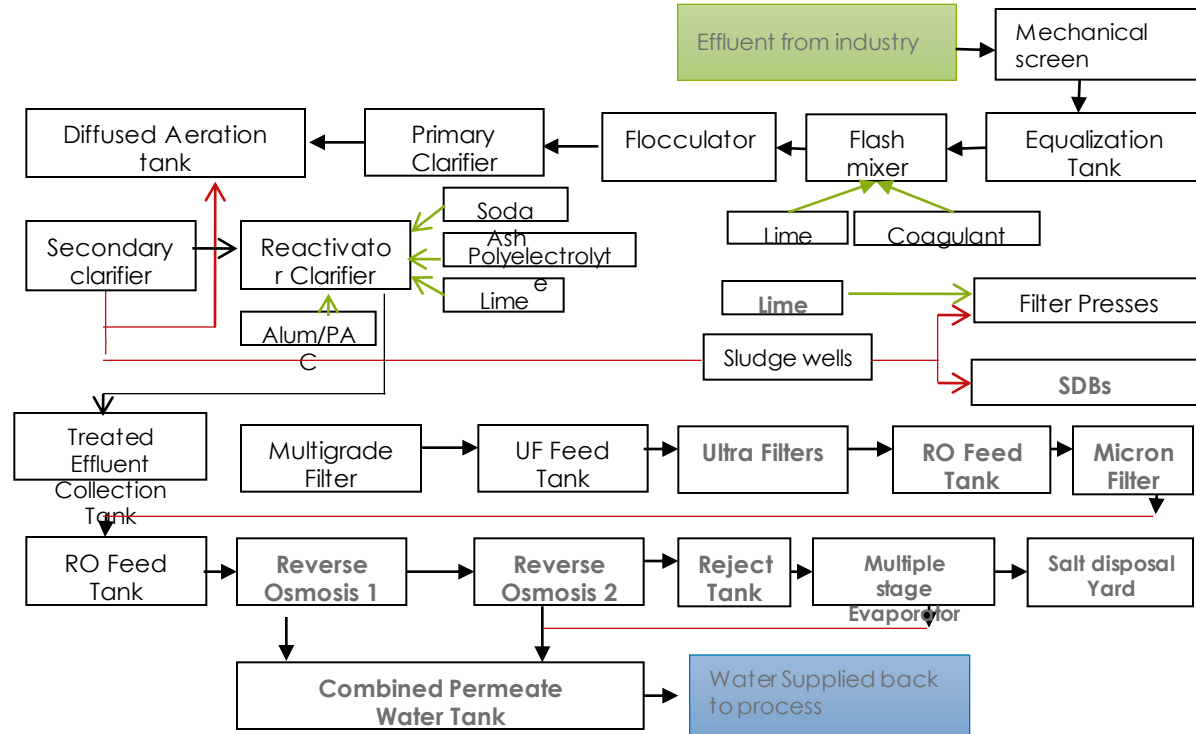 Effluent from industry
Mechanical
screen
Diffused Aeration
tank
Primary
Clarifier
Flocculator
Flash
mixer
Equalization
Tank
Secondary
clarifier
Reactivato
r Clarifier
Soda
Ash
Polyelectrolyt
e
Lime
Alum/PA
C
Lime
Coagulant
Lime
Filter Presses
Sludge wells
SDBs
Treated
Effluent
Collection
Tank
Multigrade
Filter
UF Feed
Tank
Ultra Filters
RO Feed
Tank
Micron
Filter
RO Feed
Tank
Reverse
Osmosis 1
Reverse
Osmosis 2
Reject
Tank
Multiple
stage
Evaporator
Salt disposal
Yard
Combined Permeate
Water Tank
Water Supplied back
to process